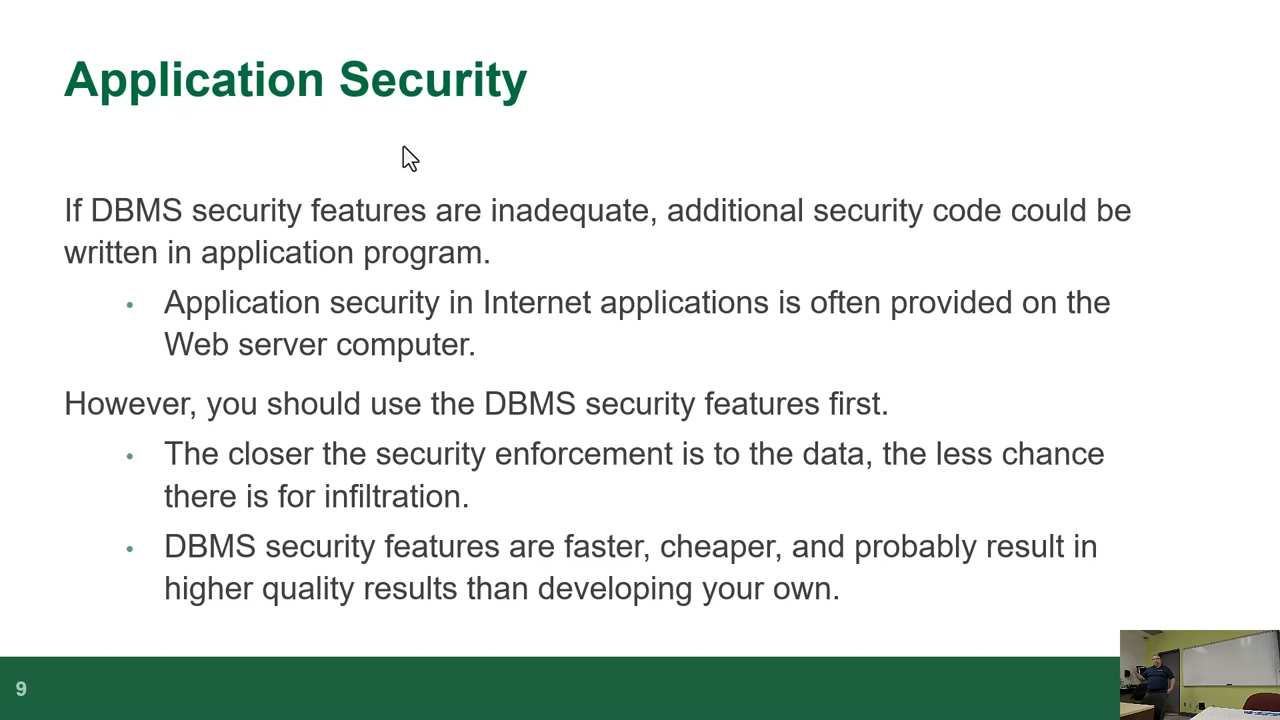 Application Security
If DBMS security features are inadequate, additional security code could be
written in application program.
• Application security in Internet applications is often provided on the
Web server computer.
However, you should use the DBMS security features first.
• The closer the security enforcement is to the data, the less chance
there is for infiltration.
• DBMS security features are faster, cheaper, and probably result in
higher quality results than developing your own.
9